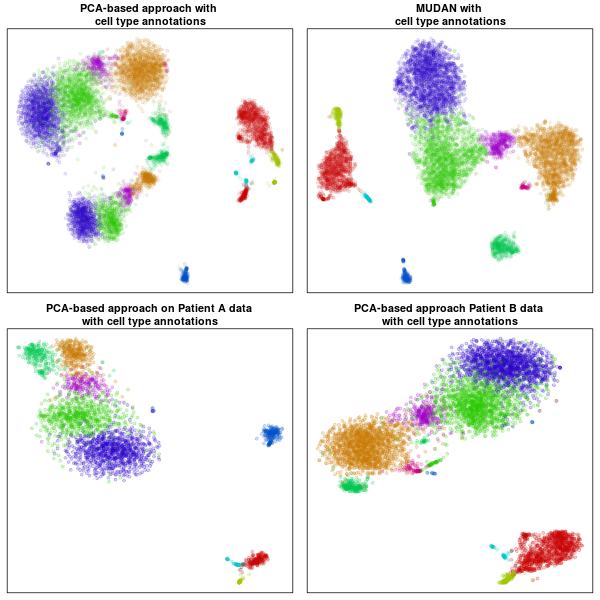 PCA-based approach with
cell type annotations
MUDAN with
cell type annotations
PCA-based approach on Patient A data
with cell type annotations
PCA-based approach Patient B data
with cell type annotations